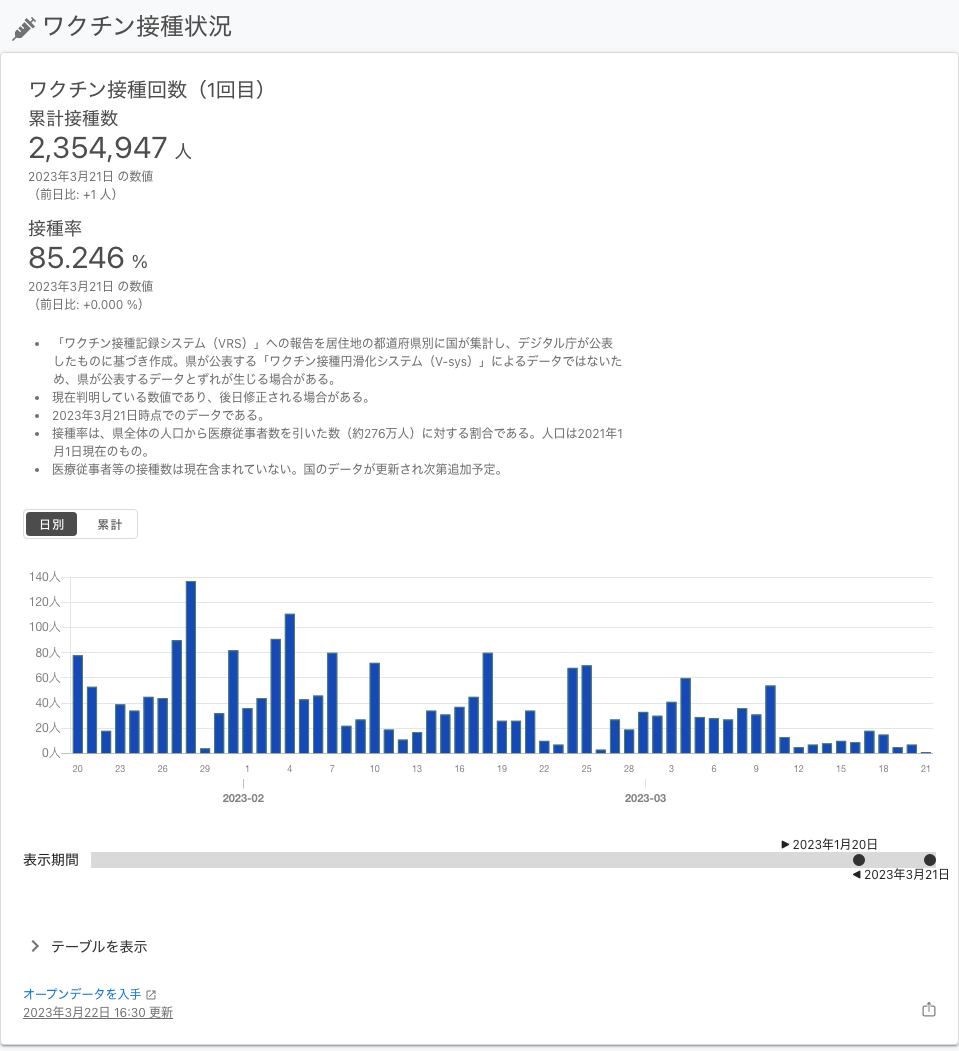 ワクチン接種状況
ワクチン接種回数（1回目）
累計接種数
2,354,947 人
2023年3月21日 の数値
（前日比: +1 人）
接種率
85.246 %
2023年3月21日 の数値
（前日比: +0.000 %）
• 「ワクチン接種記録システム（VRS）」への報告を居住地の都道府県別に国が集計し、デジタル庁が公表
したものに基づき作成。県が公表する「ワクチン接種円滑化システム（V-sys）」によるデータではないた
め、県が公表するデータとずれが生じる場合がある。
• 現在判明している数値であり、後日修正される場合がある。
• 2023年3月21日時点でのデータである。
• 接種率は、県全体の人口から医療従事者数を引いた数（約276万人）に対する割合である。人口は2021年1
月1日現在のもの。
• 医療従事者等の接種数は現在含まれていない。国のデータが更新され次第追加予定。
日別 累計
140人
120人
100人
80人
60人
40人
20人
0人
20 23 26 29 1 4 7 10 13 16 19 22 25 28 3 6 9 12 15 18 21
2023-02 2023-03
▶ 2023年1月20日
表示期間
◀ 2023年3月21日
テーブルを表示
オープンデータを入手
2023年3月22日 16:30 更新